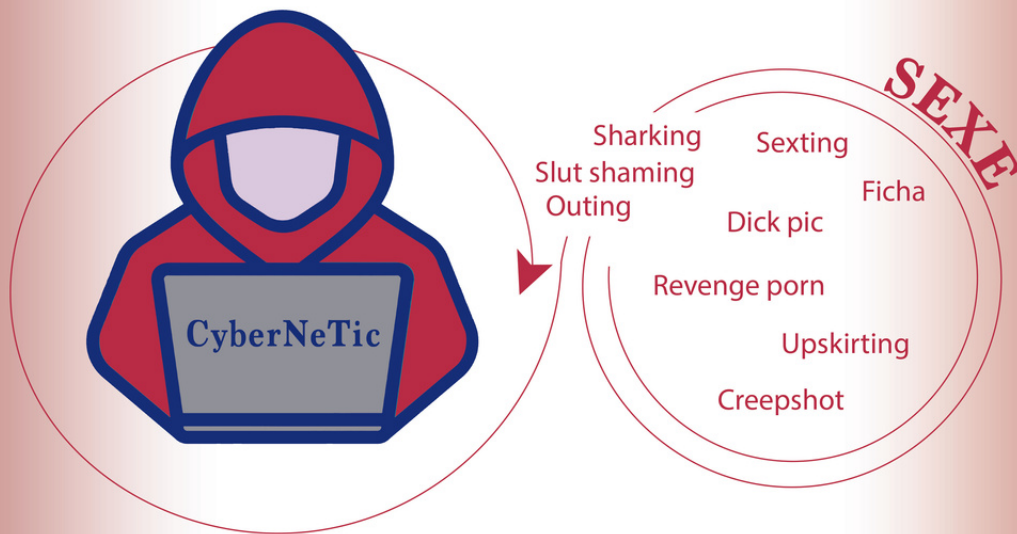 CyberNeTic
SEXE
Sharking
Sexting
Slut shaming
Ficha
Outing
Dick pic
Revenge porn
Upskirting
Creepshot